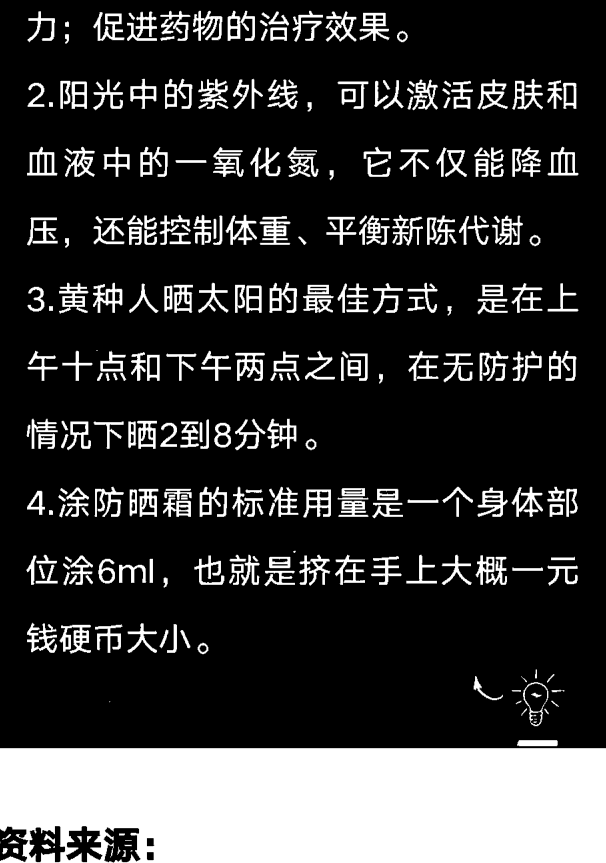 力；促进药物的治疗效果。
2.阳光中的紫外线，可以激活皮肤和
血液中的一氧化氮，它不仅能降血
压，还能控制体重、平衡新陈代谢。
3.黄种人晒太阳的最佳方式，是在上
午十点和下午两点之间，在无防护的
情况下晒2到8分钟。
4.涂防晒霜的标准用量是一个身体部
位涂6ml，也就是挤在手上大概一元
钱硬币大小。
资料来源：